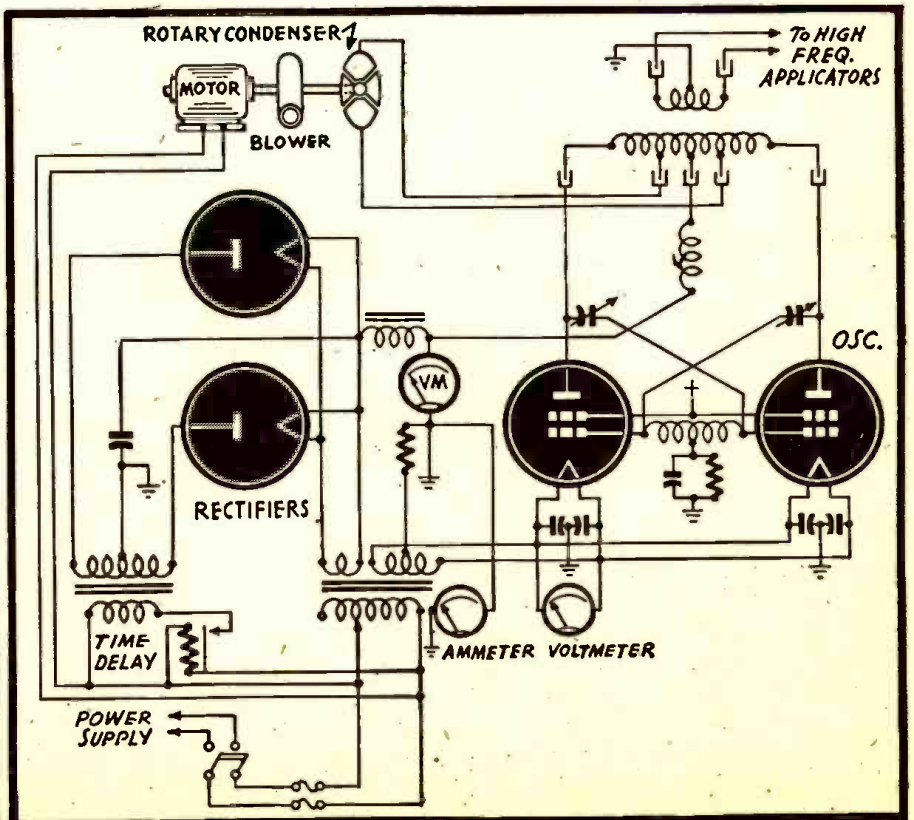 ROTARY CONDENSER
MOTOR
BLOWER
TO HIGH
FREQ.
APPLICATORS
OSC.
VM
+
RECTIFIERS
TIME
DELAY
AMMETER
VOLTMETER
POWER
SUPPLY